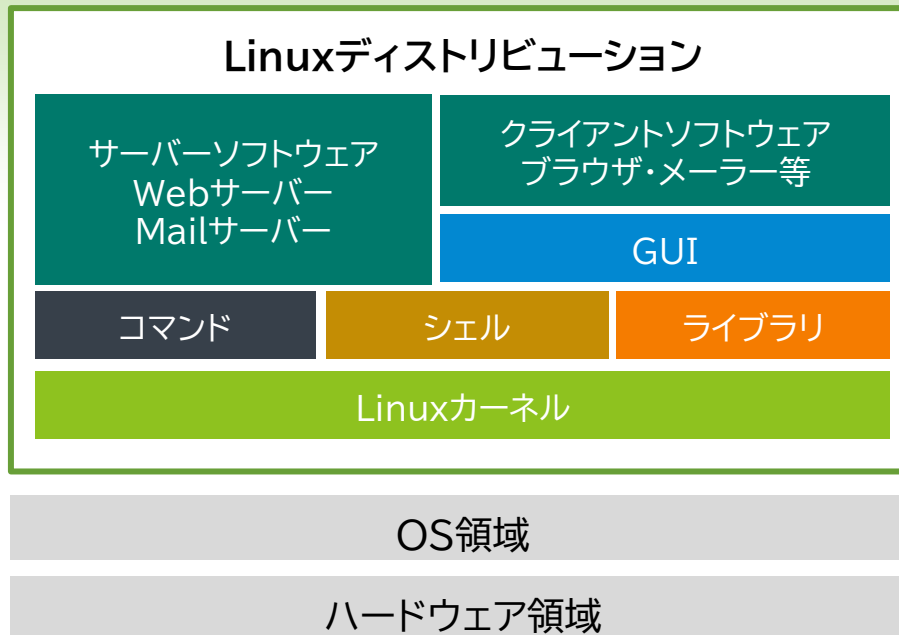 Linuxディストリビューション
サーバーソフトウェア
Webサーバー
Mailサーバー
クライアントソフトウェア
ブラウザ・メーラー等
GUI
コマンド
シェル
ライブラリ
Linuxカーネル
OS領域
ハードウェア領域